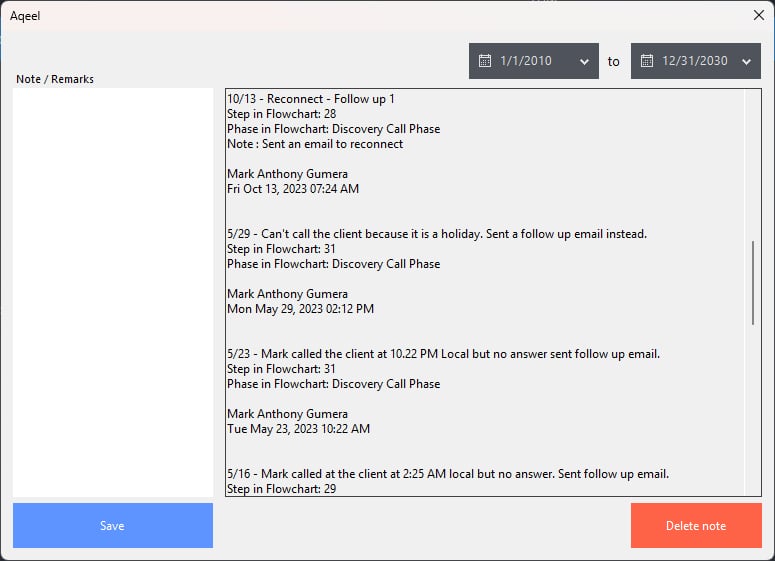 Aqeel
1/1/2010 to 12/31/2030
Note / Remarks
10/13 - Reconnect - Follow up 1
Step in Flowchart: 28
Phase in Flowchart: Discovery Call Phase
Note : Sent an email to reconnect
Mark Anthony Gumera
Fri Oct 13, 2023 07:24 AM
5/29 - Can't call the client because it is a holiday. Sent a follow up email instead.
Step in Flowchart: 31
Phase in Flowchart: Discovery Call Phase
Mark Anthony Gumera
Mon May 29, 2023 02:12 PM
5/23 - Mark called the client at 10.22 PM Local but no answer sent follow up email.
Step in Flowchart: 31
Phase in Flowchart: Discovery Call Phase
Mark Anthony Gumera
Tue May 23, 2023 10:22 AM
5/16 - Mark called at the client at 2:25 AM local but no answer. Sent follow up email.
Step in Flowchart: 29
Save
Delete note